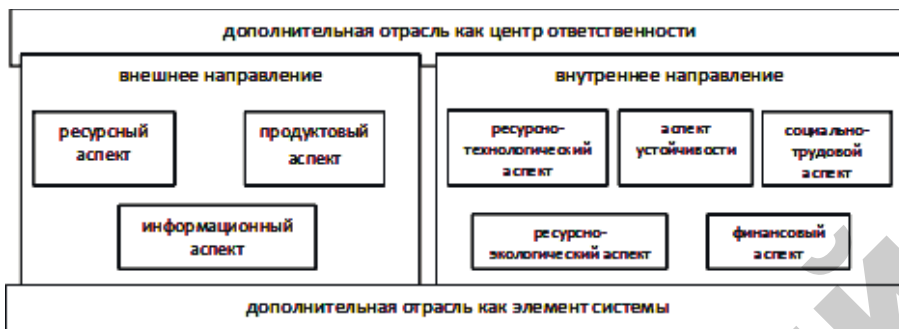 дополнительная отрасль как центр ответственности
внешнее направление
ресурсный
аспект
продуктовый
аспект
информационный
аспект
внутреннее направление
ресурсно-
технологический
аспект
аспект
устойчивости
социально-
трудовой
аспект
ресурсно-
экологический аспект
финансовый
аспект
дополнительная отрасль как элемент системы